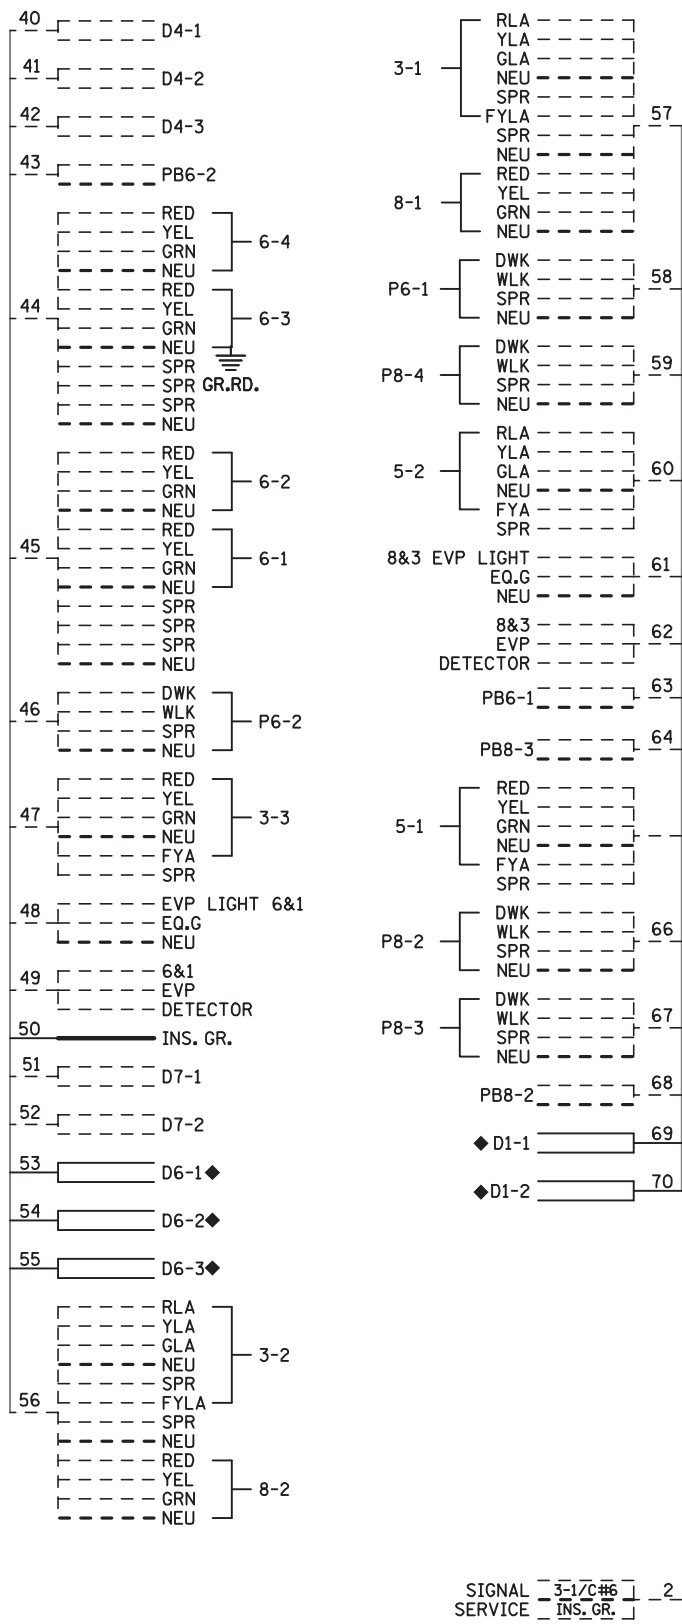 40
D4-1
41
D4-2
42
D4-3
43
PB6-2
44
RED
YEL
GRN
NEU
6-4
RED
YEL
GRN
NEU
6-3
SPR
SPR GR.RD.
SPR
NEU
45
RED
YEL
GRN
NEU
6-2
RED
YEL
GRN
NEU
6-1
SPR
SPR
SPR
NEU
46
DWK
WLK
SPR
NEU
P6-2
47
RED
YEL
GRN
NEU
FYA
SPR
3-3
48
EVP LIGHT 6&1
EQ.G
NEU
49
6&1
EVP
DETECTOR
50
INS. GR.
51
D7-1
52
D7-2
53
D6-1◆
54
D6-2◆
55
D6-3◆
56
RLA
YLA
GLA
NEU
SPR
FYLA
3-2
SPR
NEU
RED
YEL
GRN
NEU
8-2
3-1
RLA
YLA
GLA
NEU
SPR
FYLA
SPR
NEU
57
8-1
RED
YEL
GRN
NEU
P6-1
DWK
WLK
SPR
NEU
58
P8-4
DWK
WLK
SPR
NEU
59
5-2
RLA
YLA
GLA
NEU
FYA
SPR
60
8&3 EVP LIGHT
EQ.G
NEU
61
8&3
EVP
DETECTOR
62
PB6-1
63
PB8-3
64
5-1
RED
YEL
GRN
NEU
FYA
SPR
P8-2
DWK
WLK
SPR
NEU
66
P8-3
DWK
WLK
SPR
NEU
67
PB8-2
68
◆D1-1
69
◆D1-2
70
SIGNAL 3-1/C#6 2
SERVICE INS. GR.